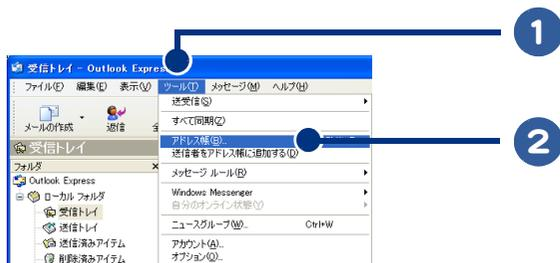 1
受信トレイ - Outlook Expre
ファイル(F) 編集(E) 表示(V) ツール(T) メッセージ(M) ヘルプ(H)
メールの作成 返信 全
受信トレイ
フォルダ ×
Outlook Express
ローカル フォルダ
受信トレイ
送信トレイ
送信済みアイテム
削除済みアイテム
送受信(S)
すべて同期(Z)
アドレス帳(B)...
2
送信者をアドレス帳に追加する(D)
メッセージ ルール(R)
Windows Messenger
自分のオンライン状態(Y)
ニュースグループ(W)... Ctrl+W
アカウント(A)...
オプション(O)...